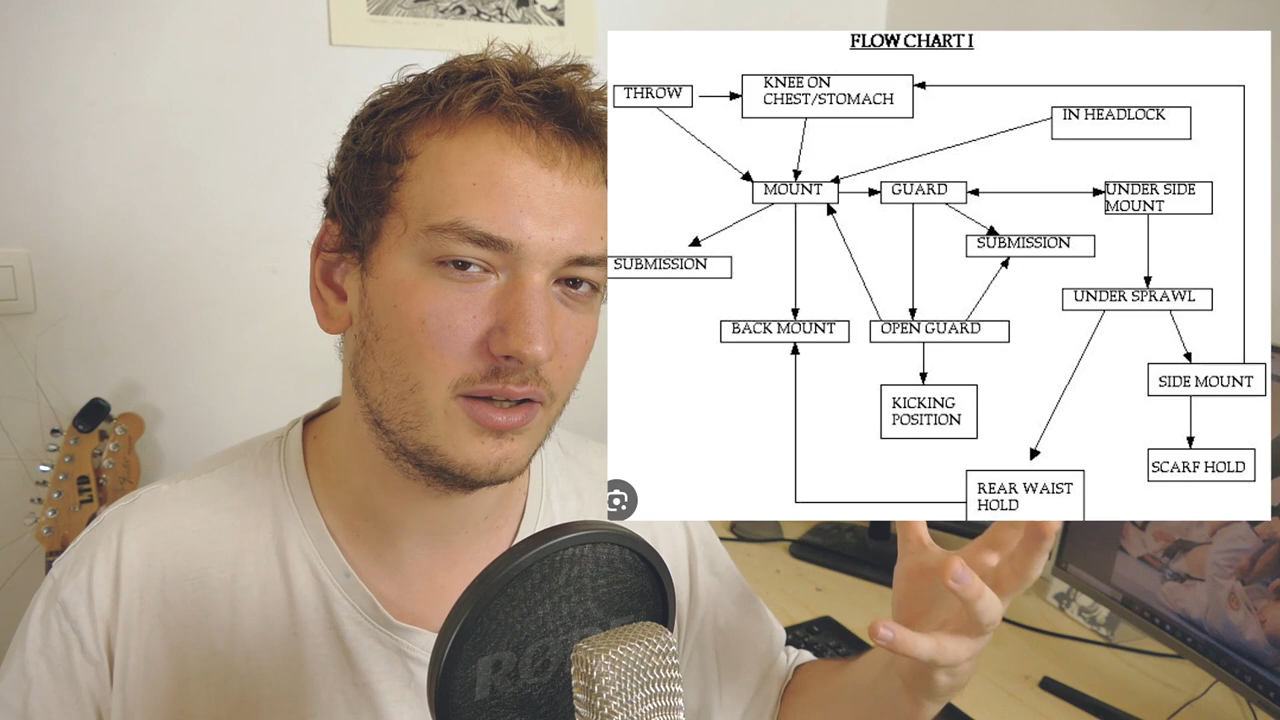 FLOW CHART I
THROW
KNEE ON
CHEST/STOMACH
IN HEADLOCK
MOUNT
GUARD
UNDER SIDE
MOUNT
SUBMISSION
SUBMISSION
UNDER SPRAWL
BACK MOUNT
OPEN GUARD
KICKING
POSITION
SIDE MOUNT
SCARF HOLD
REAR WAIST
HOLD
LTD